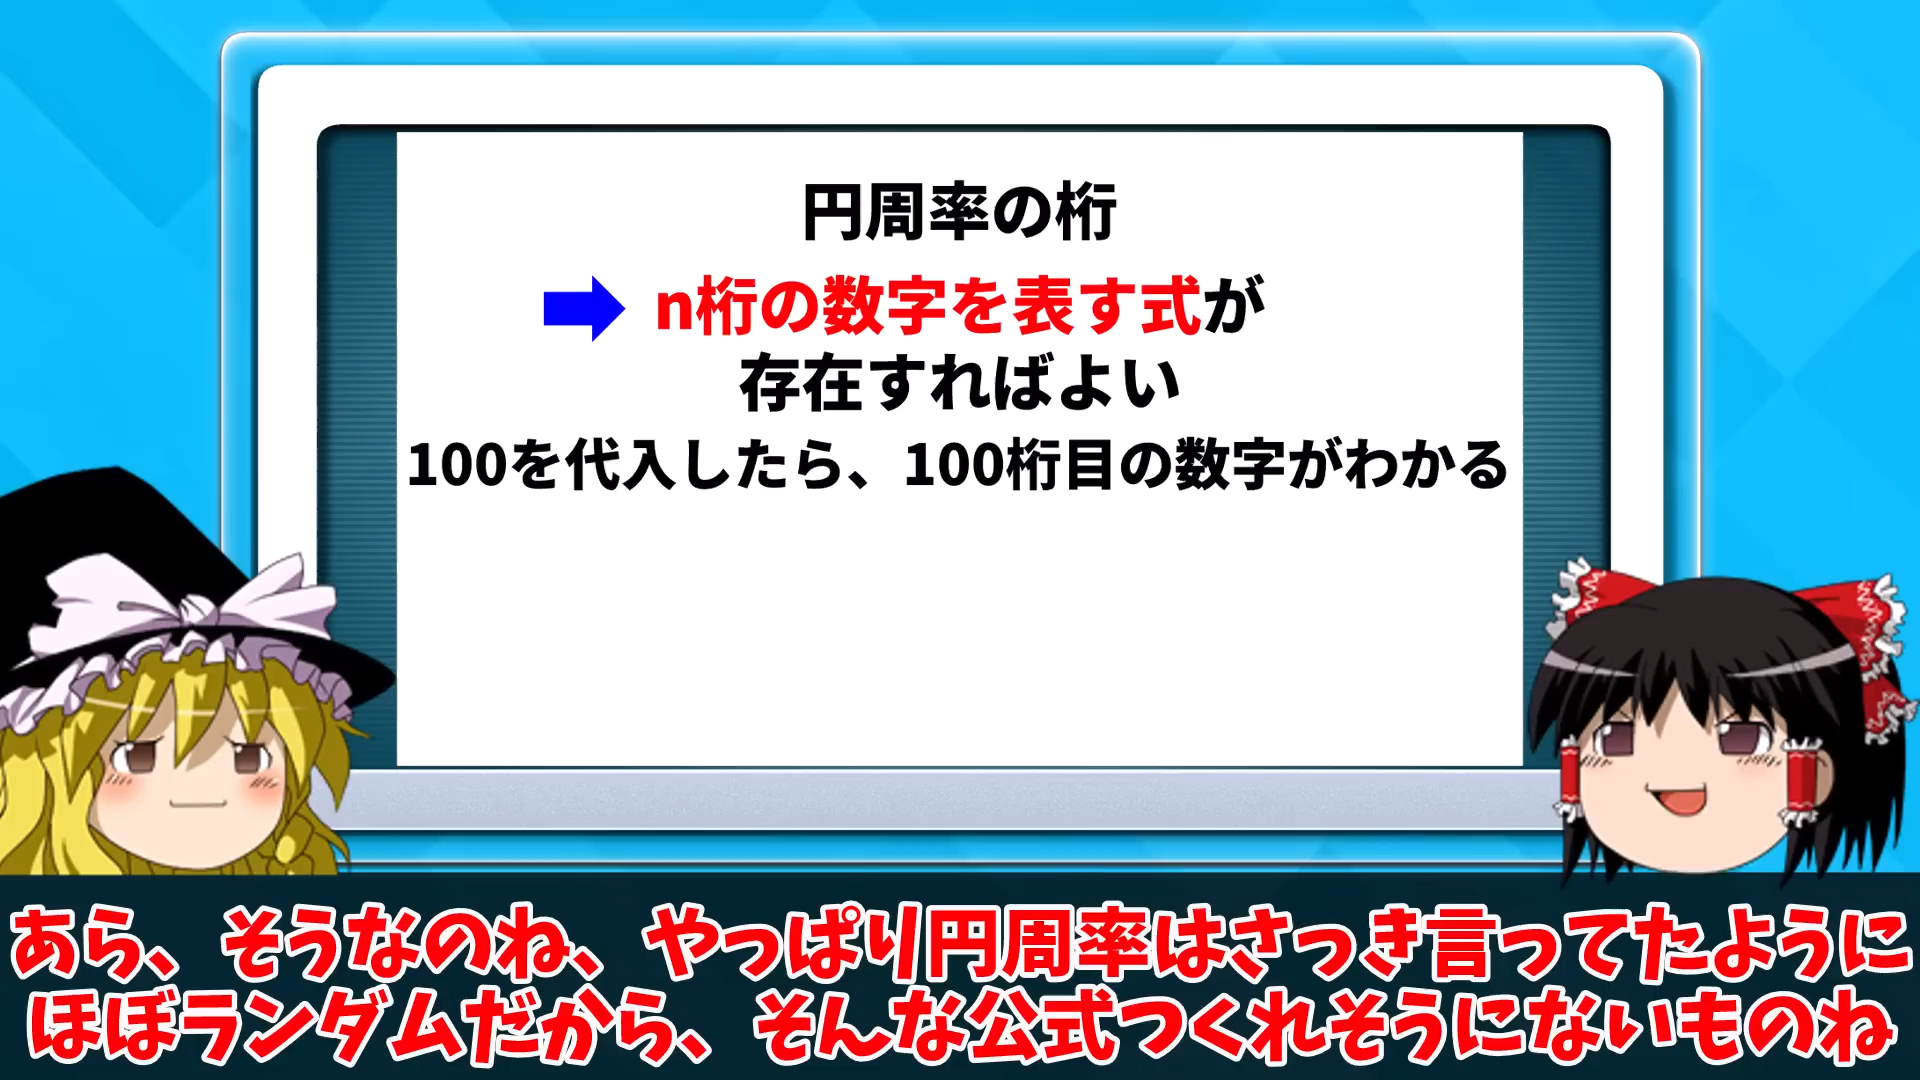 円周率の桁
n桁の数字を表す式が
存在すればよい
100を代入したら、100桁目の数字がわかる
あら、そうなのね、やっぱり円周率はさっき言ってたように
ほぼランダムだから、そんな公式つくれそうにないものね